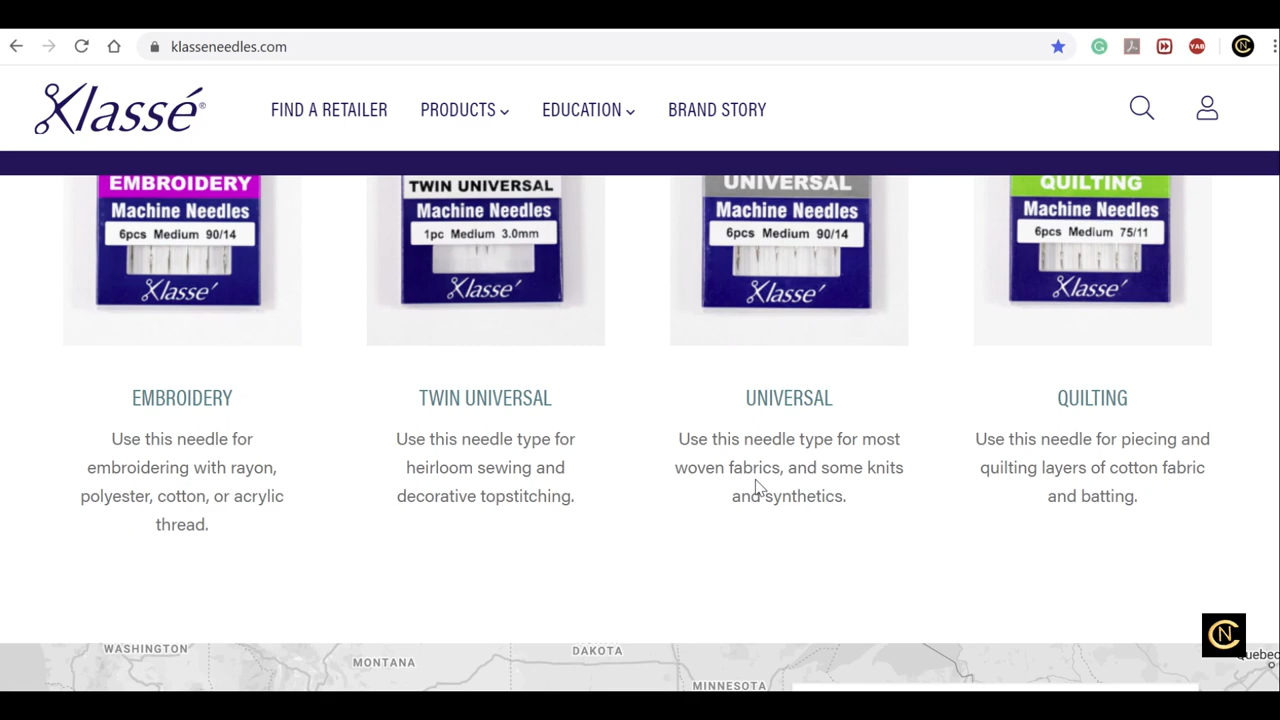 klasseneedles.com
YAB
CN
Klassé®
FIND A RETAILER
PRODUCTS
EDUCATION
BRAND STORY
EMBROIDERY
Machine Needles
6pcs Medium 90/14
Klassé
TWIN UNIVERSAL
Machine Needles
1pc Medium 3.0mm
Klassé
UNIVERSAL
Machine Needles
6pcs Medium 90/14
Klassé
QUILTING
Machine Needles
6pcs Medium 75/11
Klassé
EMBROIDERY
Use this needle for
embroidering with rayon,
polyester, cotton, or acrylic
thread.
TWIN UNIVERSAL
Use this needle type for
heirloom sewing and
decorative topstitching.
UNIVERSAL
Use this needle type for most
woven fabrics, and some knits
and synthetics.
QUILTING
Use this needle for piecing and
quilting layers of cotton fabric
and batting.
CN
WASHINGTON
MONTANA
DAKOTA
MINNESOTA
Quebec